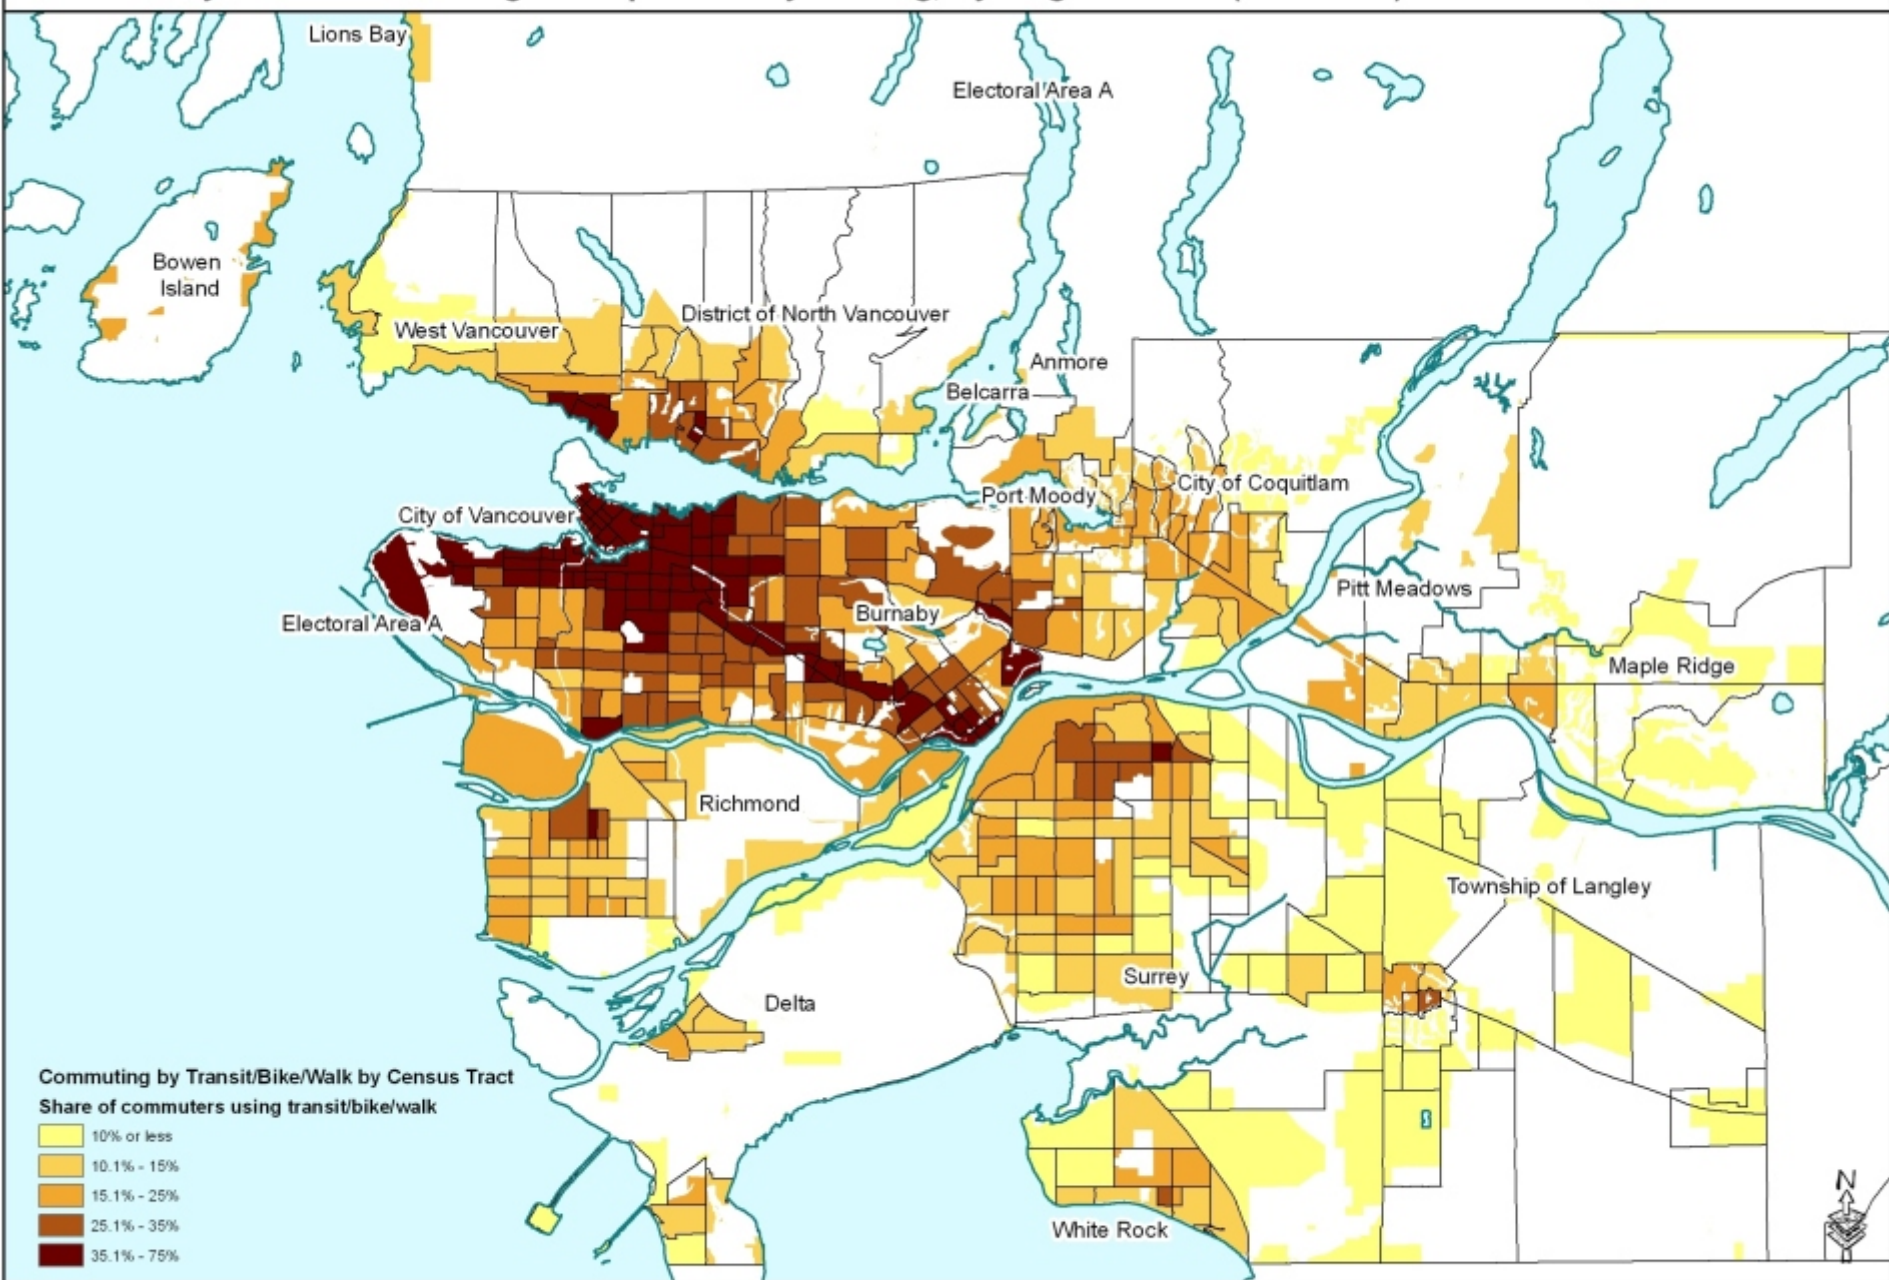 Lions Bay
Electoral Area A
Bowen
Island
West Vancouver
District of North Vancouver
Anmore
Belcarra
City of Coquitlam
Port Moody
City of Vancouver
Pitt Meadows
Burnaby
Electoral Area A
Maple Ridge
Richmond
Township of Langley
Surrey
Delta
White Rock
Commuting by Transit/Bike/Walk by Census Tract
Share of commuters using transit/bike/walk
10% or less
10.1% - 15%
15.1% - 25%
25.1% - 35%
35.1% - 75%
N